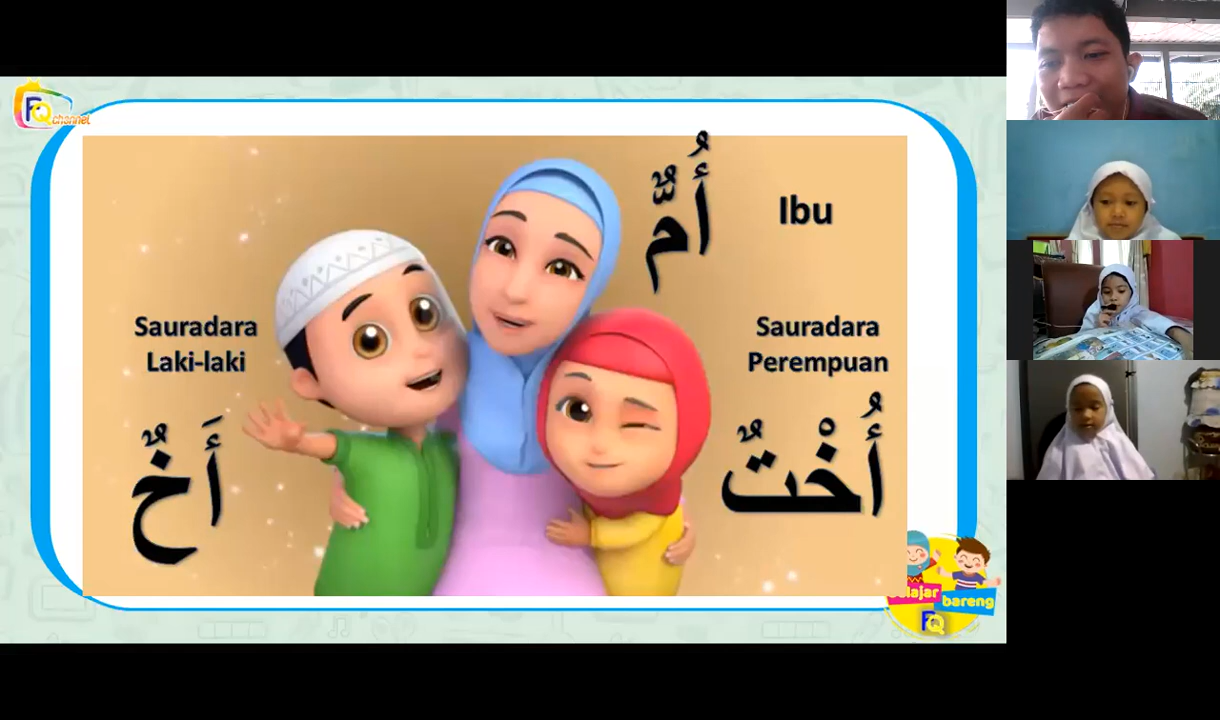 FQ channel
أُمٌّ
Ibu
Sauradara
Laki-laki
أَخٌ
Sauradara
Perempuan
أُخْتٌ
belajar
bareng
FQ